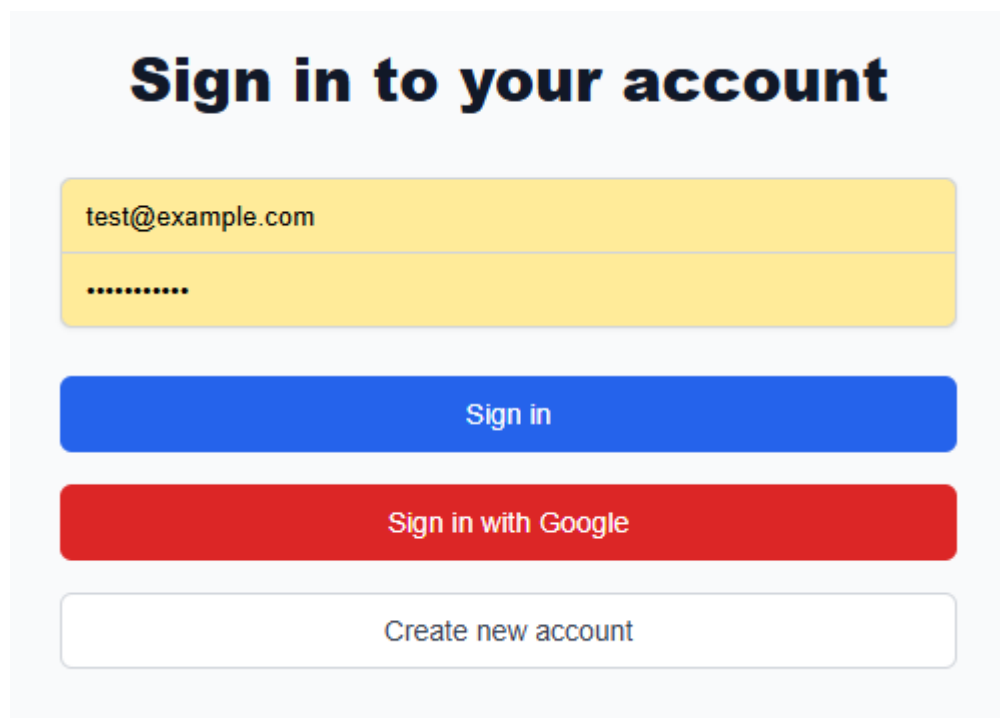 Sign in to your account
test@example.com
•••••••••••
Sign in
Sign in with Google
Create new account